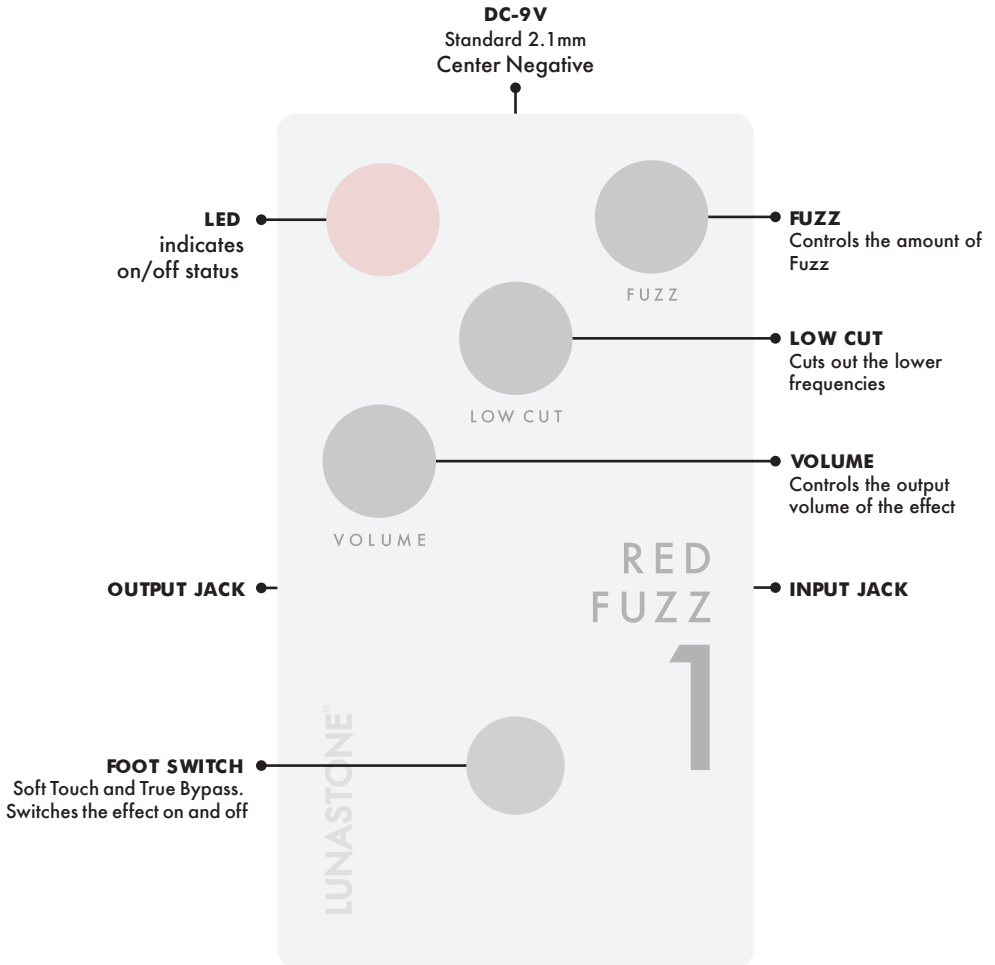 DC-9V
Standard 2.1mm
Center Negative
LED
indicates
on/off status
FUZZ
Controls the amount of
Fuzz
FUZZ
LOW CUT
Cuts out the lower
frequencies
LOW CUT
VOLUME
Controls the output
volume of the effect
VOLUME
RED
FUZZ
1
OUTPUT JACK
INPUT JACK
FOOT SWITCH
Soft Touch and True Bypass.
Switches the effect on and off
LUNASTONE®